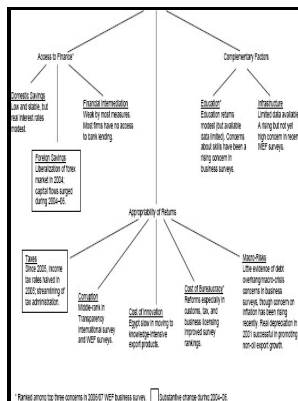 Access to Finance*
Complementary Factors
Domestic Savings
Low and stable, but
real interest rates
modest.
Financial Intermediation
Weak by most measures.
Most firms have no access
to bank lending.
Education*
Education returns
modest (but available
data limited), Concerns
about skills have been a
rising concern in
business surveys.
Infrastructure
Limited data available.
A rising but not yet
high concern in recent
WEF surveys.
Foreign Savings
Liberalization of forex
market in 2004;
capital flows surged
during 2004–06.
Appropriability of Returns
Taxes
Since 2005, income
tax rates halved in
2005; streamlining of
tax administration.
Corruption
Middle-rank in
Transparency
International survey
and WEF surveys.
Cost of Innovation
Egypt slow in moving to
knowledge-intensive
export products.
Cost of Bureaucracy*
Reforms especially in
customs, tax, and
business licensing
improved survey
rankings.
Macro-Risks
Little evidence of debt
overhang/macro-crisis
concerns in business
surveys, though concern on
inflation has been rising
recently. Real depreciation in
2001 successful in promoting
non-oil export growth.
* Ranked among top three concerns in 2006/07 WEF business survey.
Substantive change during 2004–06.